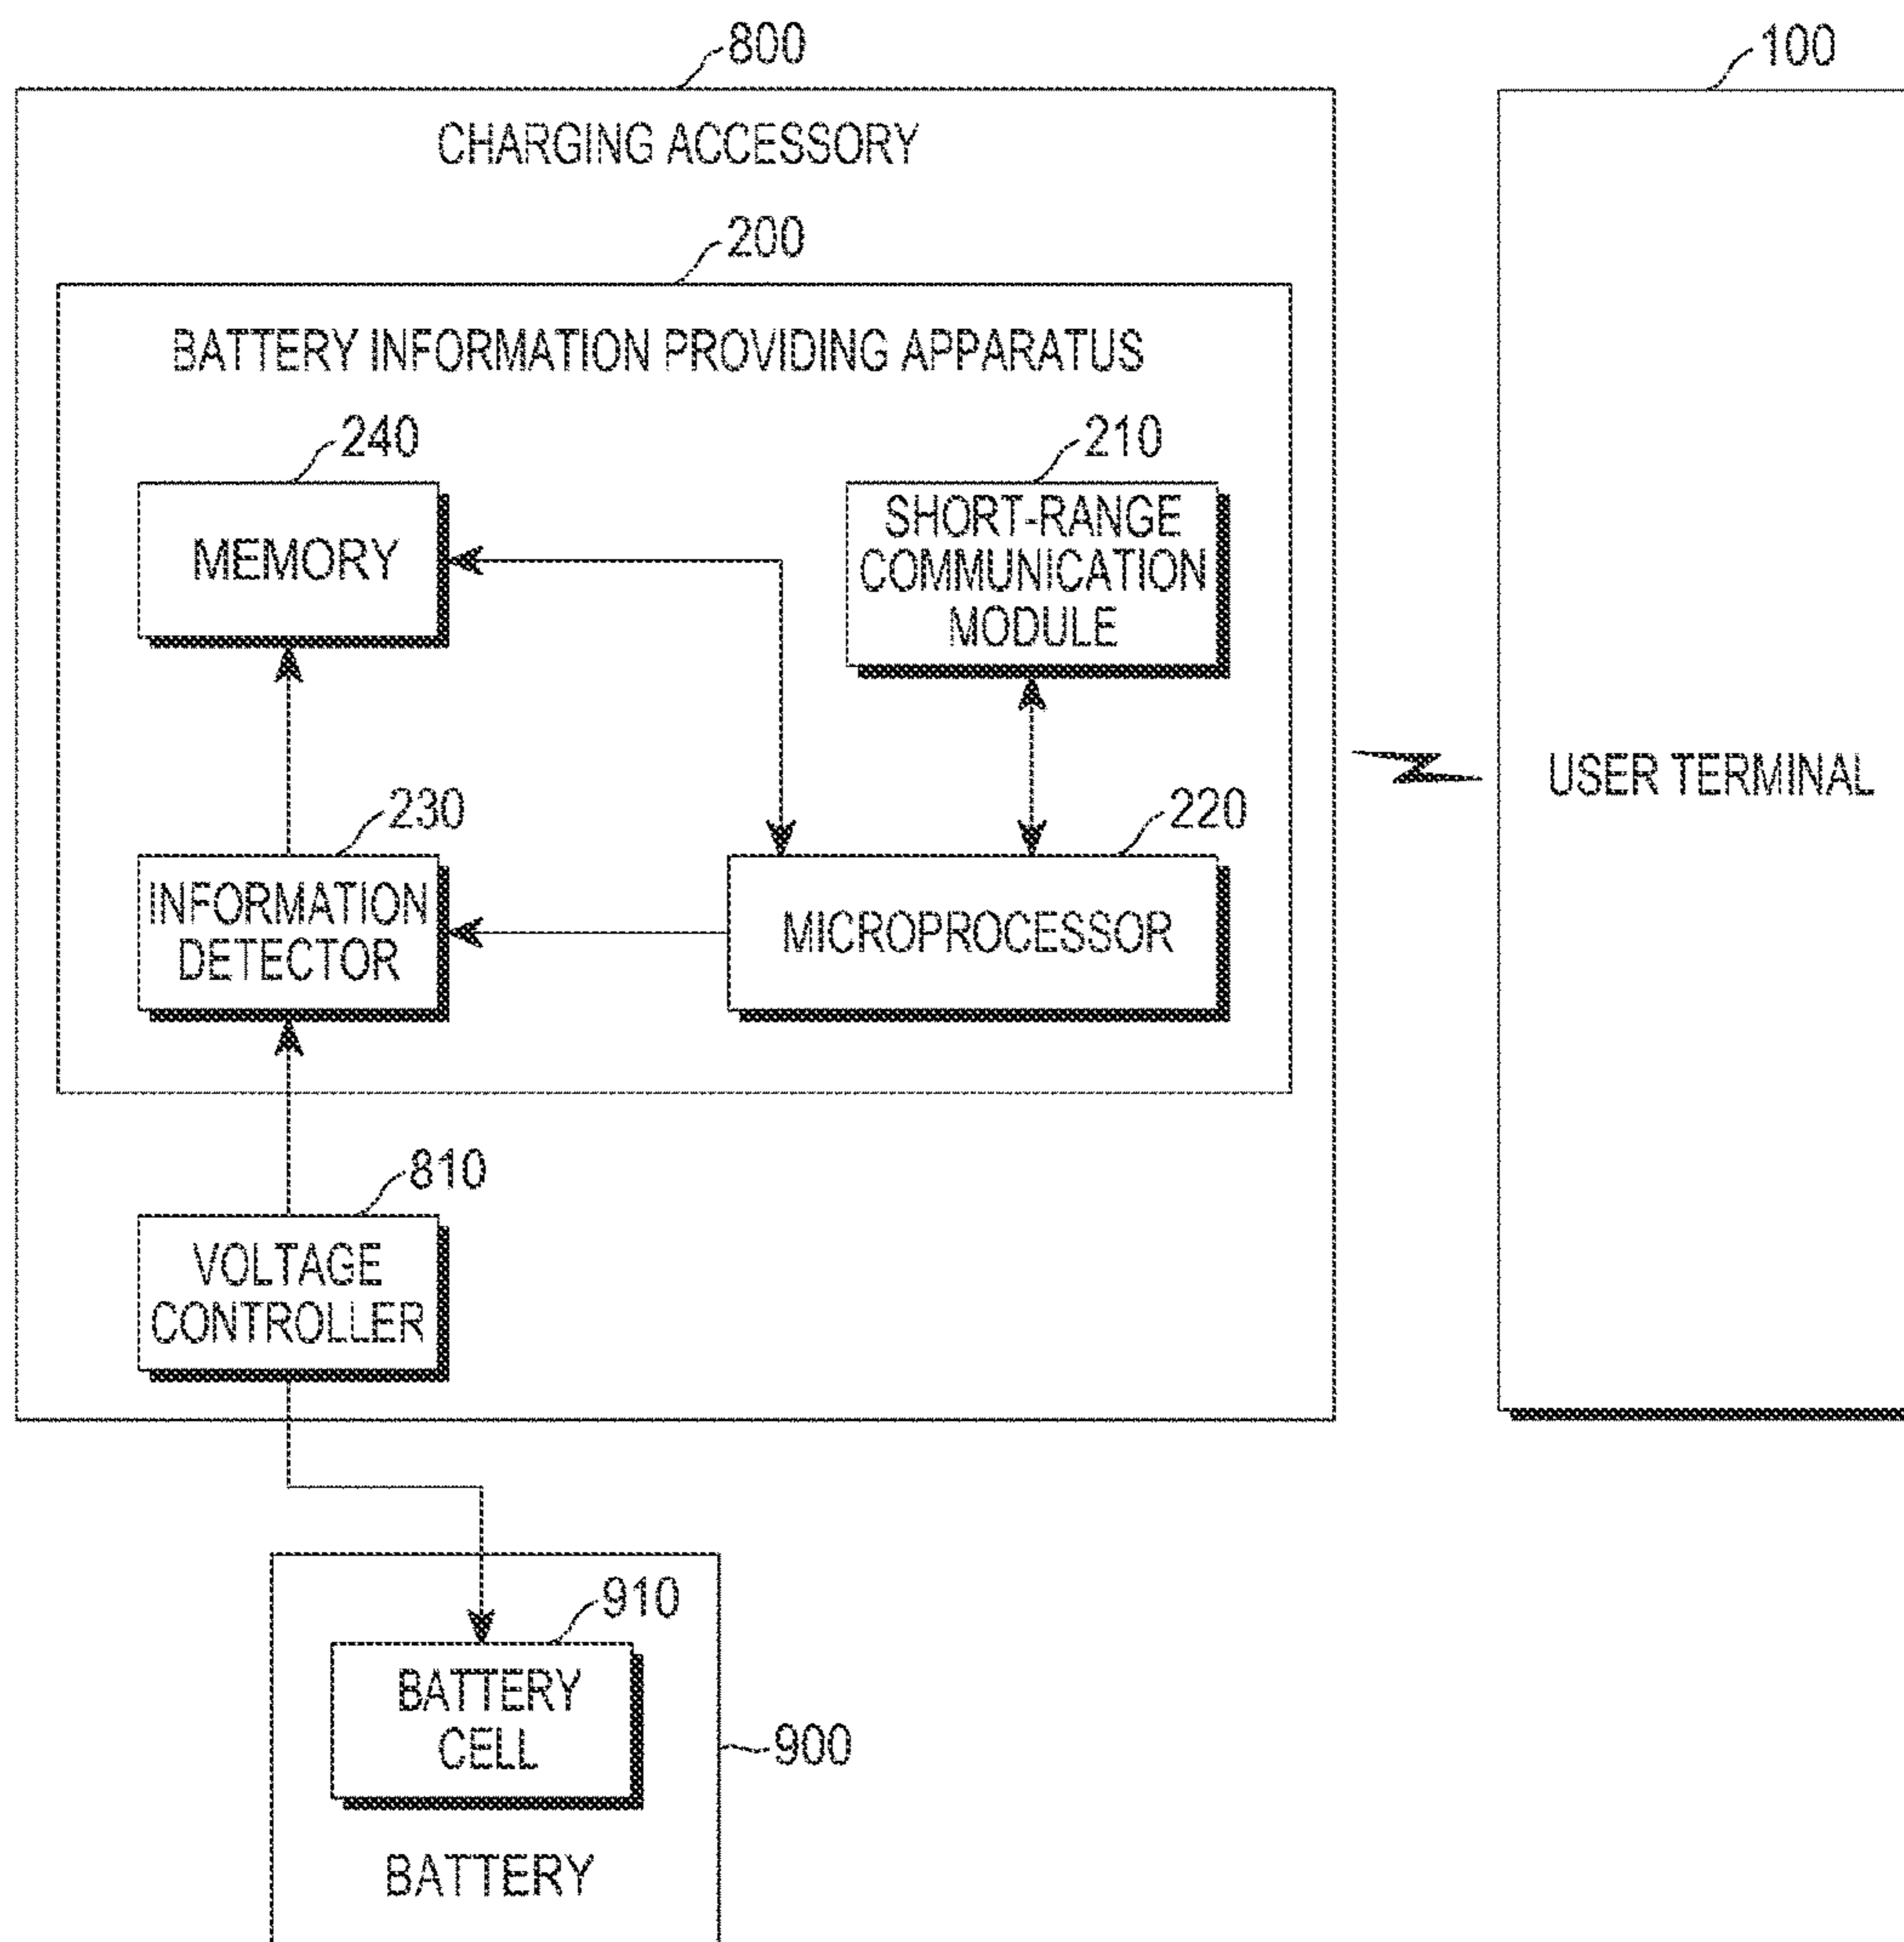 800
100
CHARGING ACCESSORY
200
BATTERY INFORMATION PROVIDING APPARATUS
240
210
MEMORY
SHORT-RANGE
COMMUNICATION
MODULE
USER TERMINAL
230
220
INFORMATION
DETECTOR
MICROPROCESSOR
810
VOLTAGE
CONTROLLER
910
BATTERY
CELL
900
BATTERY